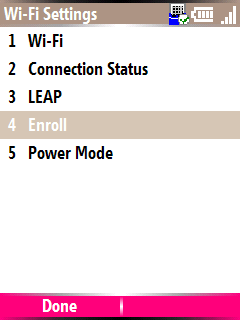 Wi-Fi Settings
1 Wi-Fi
2 Connection Status
3 LEAP
4 Enroll
5 Power Mode
Done